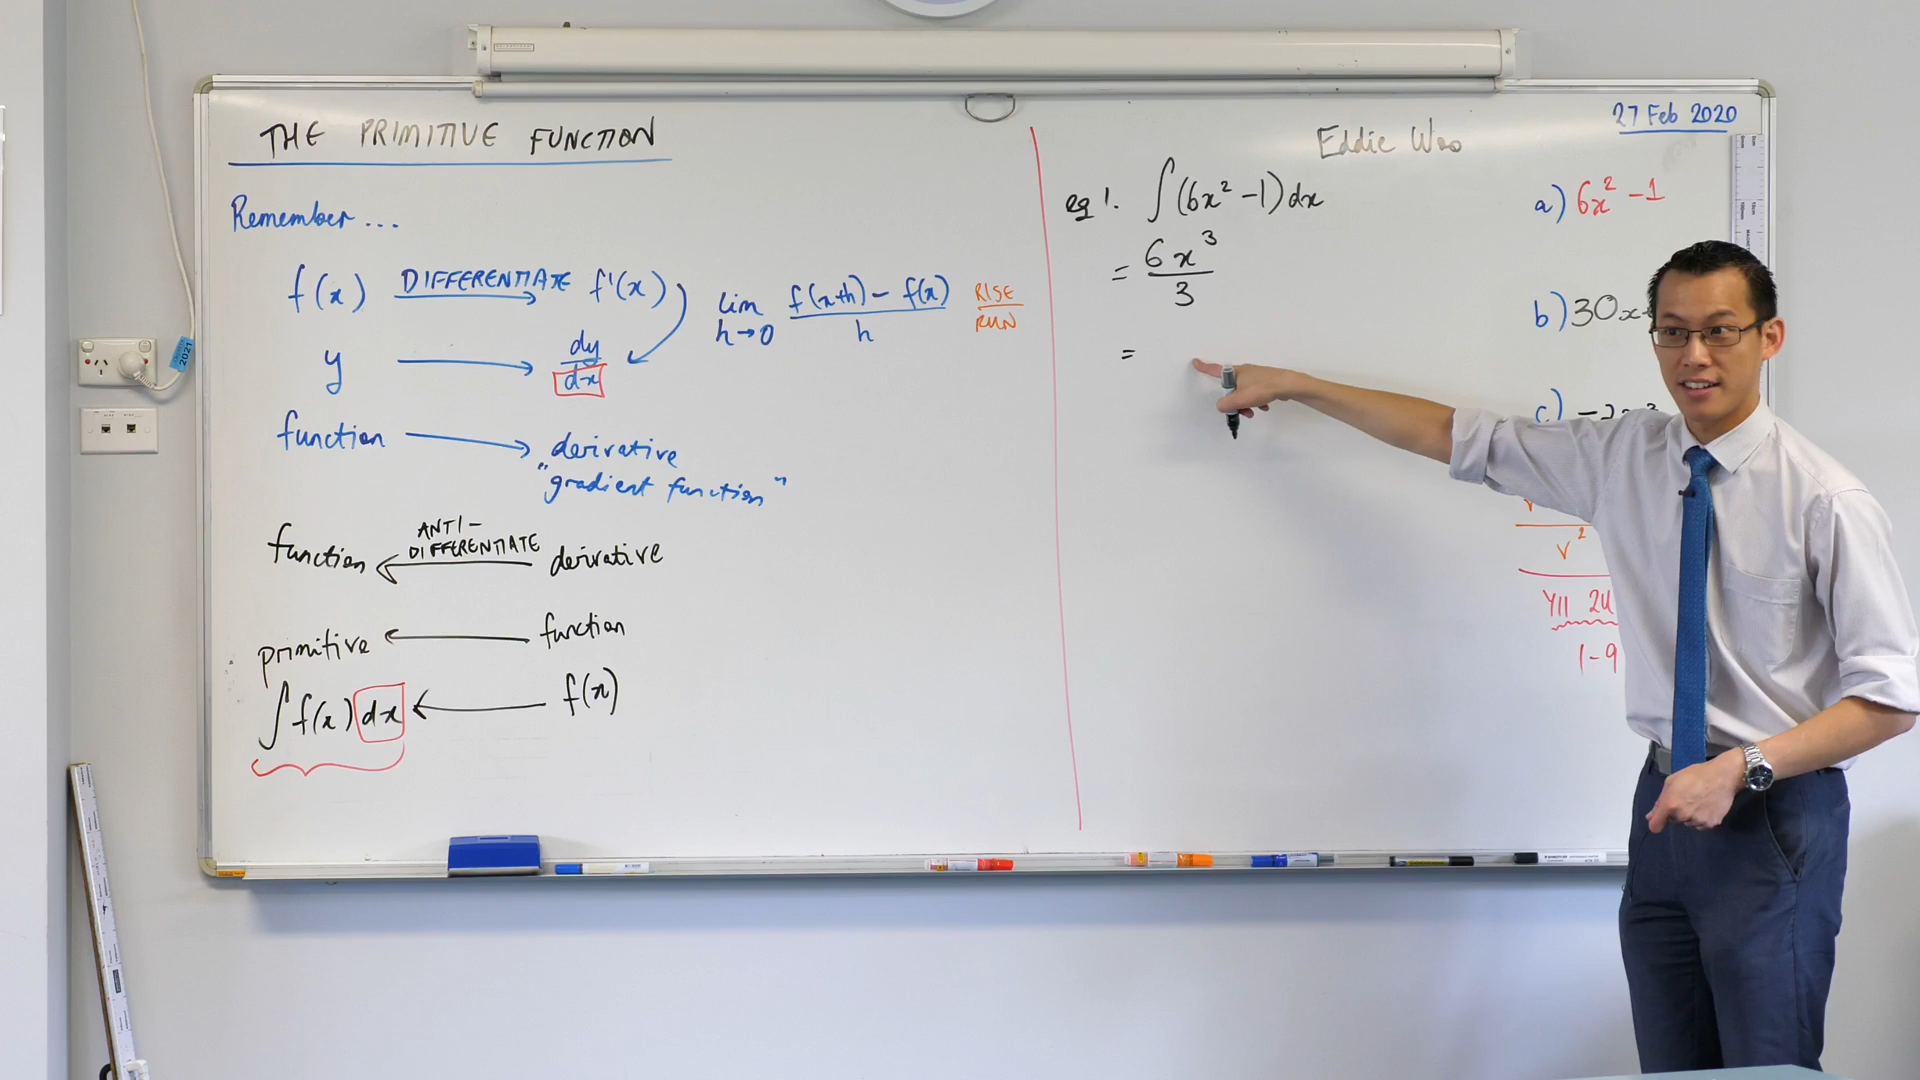 THE PRIMITIVE FUNCTION
Remember...
f(x) DIFFERENTIATE f'(x)
lim h→0 f(x+h) - f(x) / h
RISE
RUN
y → dy/dx
function → derivative
"gradient function"
function ← ANTI-DIFFERENTIATE derivative
primitive ← function
∫f(x)dx ← f(x)
27 Feb 2020
Eddie Woo
eg 1. ∫(6x² -1)dx
= 6x³/3
=
a) 6x² -1
b) 30x
c)
v²
Y11 2U
1-9
2021